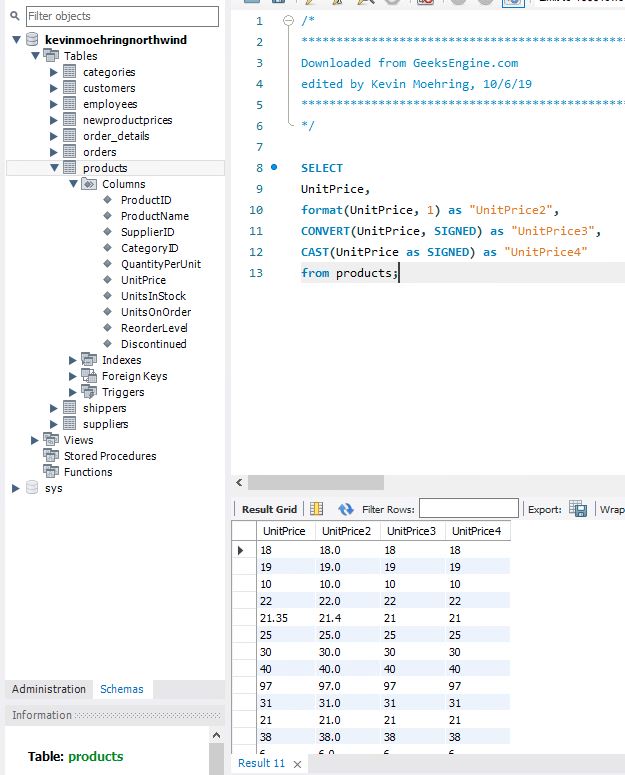 Filter objects
kevinmoehringnorthwind
Tables
categories
customers
employees
newproductprices
order_details
orders
products
Columns
ProductID
ProductName
SupplierID
CategoryID
QuantityPerUnit
UnitPrice
UnitsInStock
UnitsOnOrder
ReorderLevel
Discontinued
Indexes
Foreign Keys
Triggers
shippers
suppliers
Views
Stored Procedures
Functions
sys
Administration Schemas
Information
Table: products
1 /*
2 ********************************************
3 Downloaded from GeeksEngine.com
4 edited by Kevin Moehring, 10/6/19
5 ********************************************
6 */
7
8 SELECT
9 UnitPrice,
10 format(UnitPrice, 1) as "UnitPrice2",
11 CONVERT(UnitPrice, SIGNED) as "UnitPrice3",
12 CAST(UnitPrice as SIGNED) as "UnitPrice4"
13 from products;
Result Grid Filter Rows: Export: Wrap
UnitPrice UnitPrice2 UnitPrice3 UnitPrice4
18 18.0 18 18
19 19.0 19 19
10 10.0 10 10
22 22.0 22 22
21.35 21.4 21 21
25 25.0 25 25
30 30.0 30 30
40 40.0 40 40
97 97.0 97 97
31 31.0 31 31
21 21.0 21 21
38 38.0 38 38
6 6.0 6 6
Result 11